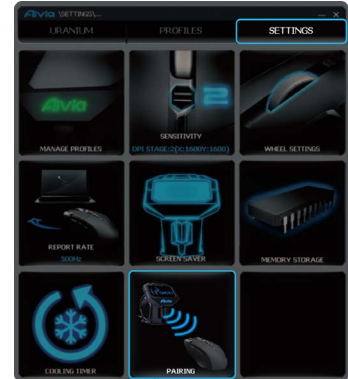 Aivia \SETTINGS\...
URANIUM PROFILES SETTINGS
Aivia
2
MANAGE PROFILES
SENSITIVITY
DPI STAGE:2(X:1600Y:1600)
WHEEL SETTINGS
REPORT RATE
500Hz
SCREEN SAVER
MEMORY STORAGE
COOLING TIMER
PAIRING